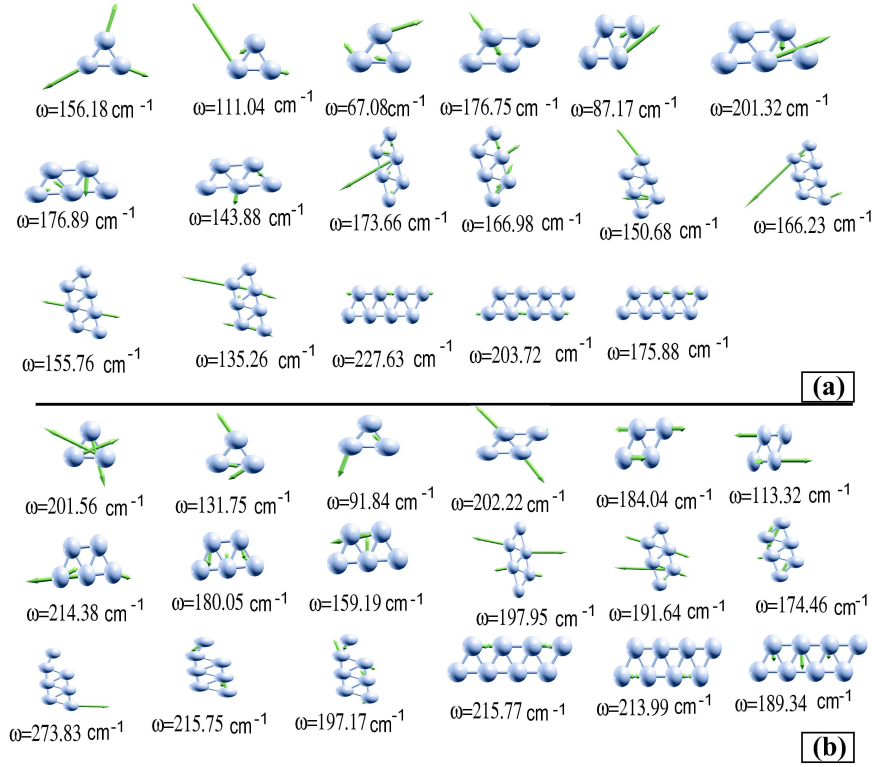 ω=156.18 cm⁻¹ ω=111.04 cm⁻¹ ω=67.08cm⁻¹ ω=176.75 cm⁻¹ ω=87.17 cm⁻¹ ω=201.32 cm⁻¹
ω=176.89 cm⁻¹ ω=143.88 cm⁻¹ ω=173.66 cm⁻¹ ω=166.98 cm⁻¹ ω=150.68 cm⁻¹ ω=166.23 cm⁻¹
ω=155.76 cm⁻¹ ω=135.26 cm⁻¹ ω=227.63 cm⁻¹ ω=203.72 cm⁻¹ ω=175.88 cm⁻¹
(a)
ω=201.56 cm⁻¹ ω=131.75 cm⁻¹ ω=91.84 cm⁻¹ ω=202.22 cm⁻¹ ω=184.04 cm⁻¹ ω=113.32 cm⁻¹
ω=214.38 cm⁻¹ ω=180.05 cm⁻¹ ω=159.19 cm⁻¹ ω=197.95 cm⁻¹ ω=191.64 cm⁻¹ ω=174.46 cm⁻¹
ω=273.83 cm⁻¹ ω=215.75 cm⁻¹ ω=197.17 cm⁻¹ ω=215.77 cm⁻¹ ω=213.99 cm⁻¹ ω=189.34 cm⁻¹
(b)